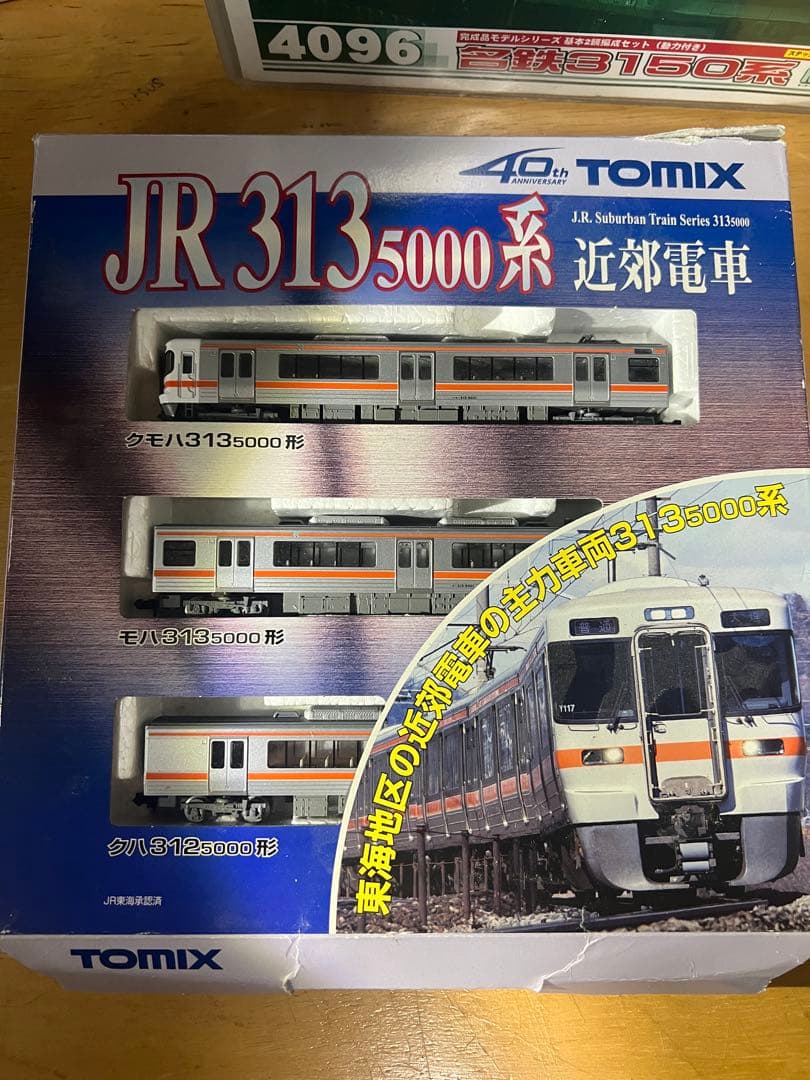 4096
完成品モデルシリーズ 基本2両編成セット（動力付き）
名鉄3150系
40th
ANNIVERSARY
TOMIX
JR 313 5000系
J.R. Suburban Train Series 3135000
近郊電車
クモハ3135000形
モハ3135000形
クハ3125000形
東海地区の近郊電車の主力車両3135000系
普通
Y117
JR東海承認済
TOMIX